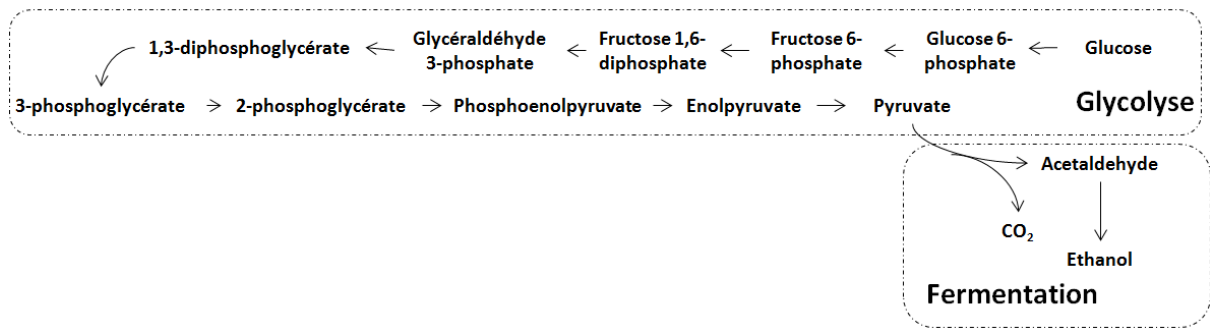 1,3-diphosphoglycérate
Glycéraldéhyde
3-phosphate
Fructose 1,6-
diphosphate
Fructose 6-
phosphate
Glucose 6-
phosphate
Glucose
3-phosphoglycérate
2-phosphoglycérate
Phosphoenolpyruvate
Enolpyruvate
Pyruvate
Glycolyse
Acetaldehyde
CO₂
Ethanol
Fermentation